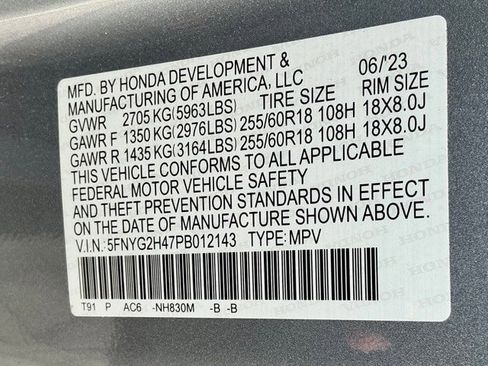 MFD. BY HONDA DEVELOPMENT & 06/'23
MANUFACTURING OF AMERICA, LLC
GVWR 2705 KG(5963LBS) TIRE SIZE RIM SIZE
GAWR F 1350 KG(2976LBS) 255/60R18 108H 18X8.0J
GAWR R 1435 KG(3164LBS) 255/60R18 108H 18X8.0J
THIS VEHICLE CONFORMS TO ALL APPLICABLE
FEDERAL MOTOR VEHICLE SAFETY
AND THEFT PREVENTION STANDARDS IN EFFECT
ON THE DATE OF MANUFACTURE SHOWN ABOVE.
V.I.N.: 5FNYG2H47PB012143 TYPE: MPV
T91 P AC6 -NH830M -B -B